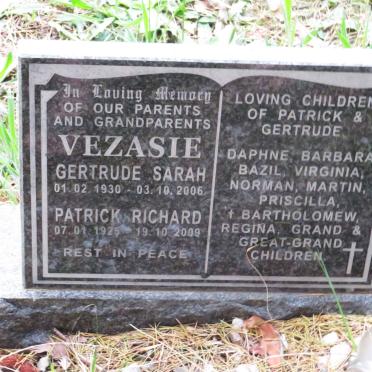 In Loving Memory
OF OUR PARENTS
AND GRANDPARENTS
VEZASIE
GERTRUDE SARAH
01.02.1930 - 03.10.2006
PATRICK RICHARD
07.01.1925 - 19.10.2009
REST IN PEACE
LOVING CHILDREN
OF PATRICK &
GERTRUDE
DAPHNE, BARBARA,
BAZIL, VIRGINIA,
NORMAN, MARTIN,
PRISCILLA,
† BARTHOLOMEW,
REGINA, GRAND &
GREAT-GRAND
CHILDREN